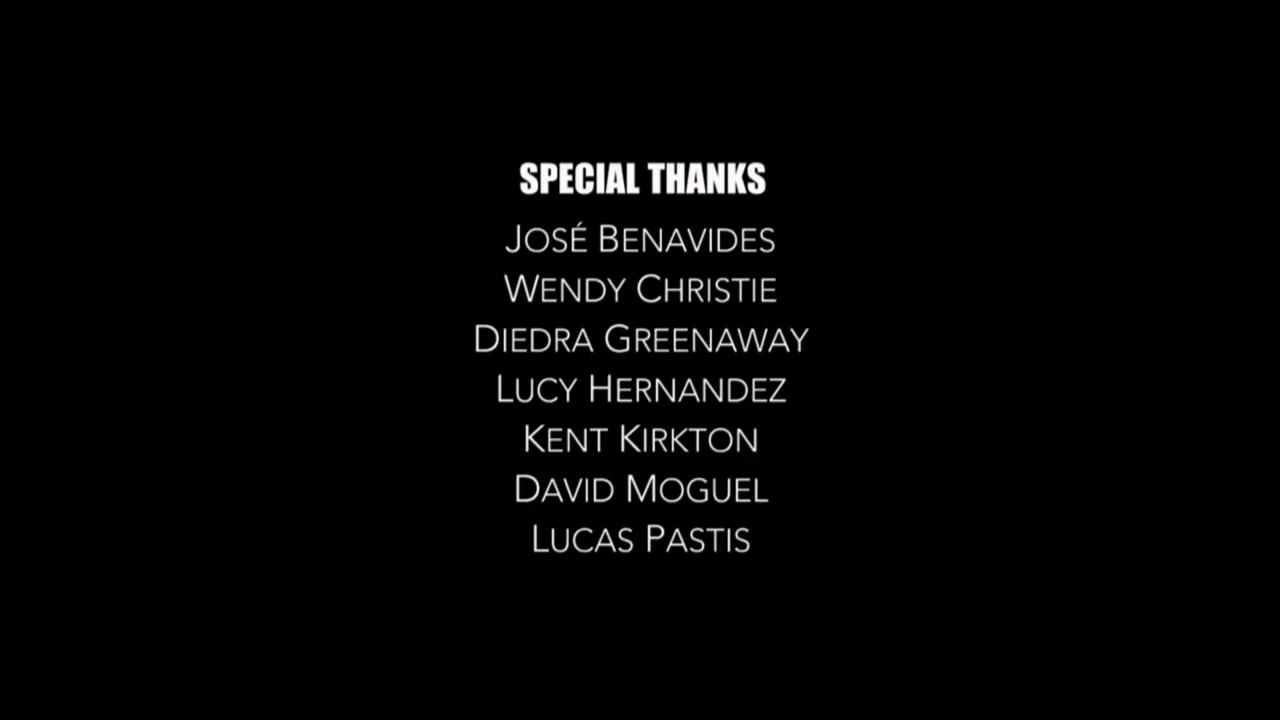 SPECIAL THANKS
JOSÉ BENAVIDES
WENDY CHRISTIE
DIEDRA GREENAWAY
LUCY HERNANDEZ
KENT KIRKTON
DAVID MOGUEL
LUCAS PASTIS